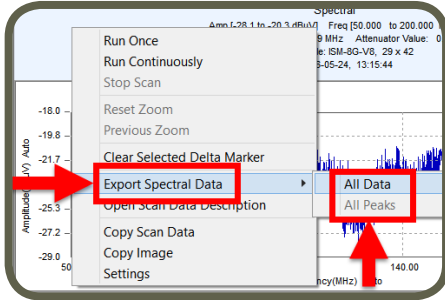 Spectral
Amp [-28.1 to -20.3 dBuV] Freq [50.000 to 200.000
9 MHz Attenuator Value: 0
le: ISM-8G-V8, 29 x 42
6-05-24, 13:15:44
Run Once
Run Continuously
Stop Scan
Reset Zoom
Previous Zoom
Clear Selected Delta Marker
Export Spectral Data
All Data
All Peaks
Open Scan Data Description
Copy Scan Data
Copy Image
Settings
-18.0
-19.8
-21.7
-25.3
-27.2
-29.0
Auto
50
140.00